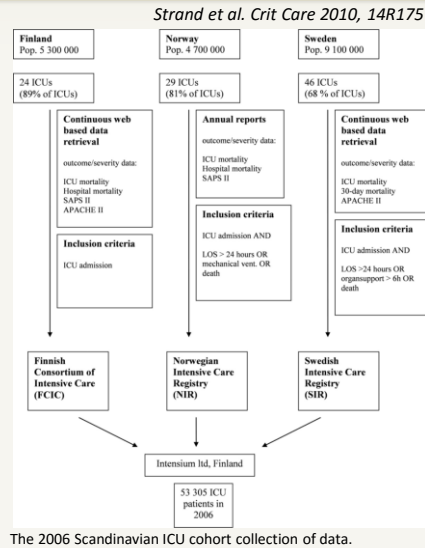 Strand et al. Crit Care 2010, 14R175
Finland
Pop. 5 300 000
Norway
Pop. 4 700 000
Sweden
Pop. 9 100 000
24 ICUs
(89% of ICUs)
29 ICUs
(81% of ICUs)
46 ICUs
(68 % of ICUs)
Continuous web
based data
retrieval
outcome/severity data:
ICU mortality
Hospital mortality
SAPS II
APACHE II
Annual reports
outcome/severity data:
ICU mortality
Hospital mortality
SAPS II
Continuous web
based data
retrieval
outcome/severity data:
ICU mortality
30-day mortality
APACHE II
Inclusion criteria
ICU admission
Inclusion criteria
ICU admission AND
LOS > 24 hours OR
mechanical vent. OR
death
Inclusion criteria
ICU admission AND
LOS >24 hours OR
organsupport > 6h OR
death
Finnish
Consortium of
Intensive Care
(FCIC)
Norwegian
Intensive Care
Registry
(NIR)
Swedish
Intensive Care
Registry
(SIR)
Intensium ltd, Finland
53 305 ICU
patients in
2006
The 2006 Scandinavian ICU cohort collection of data.